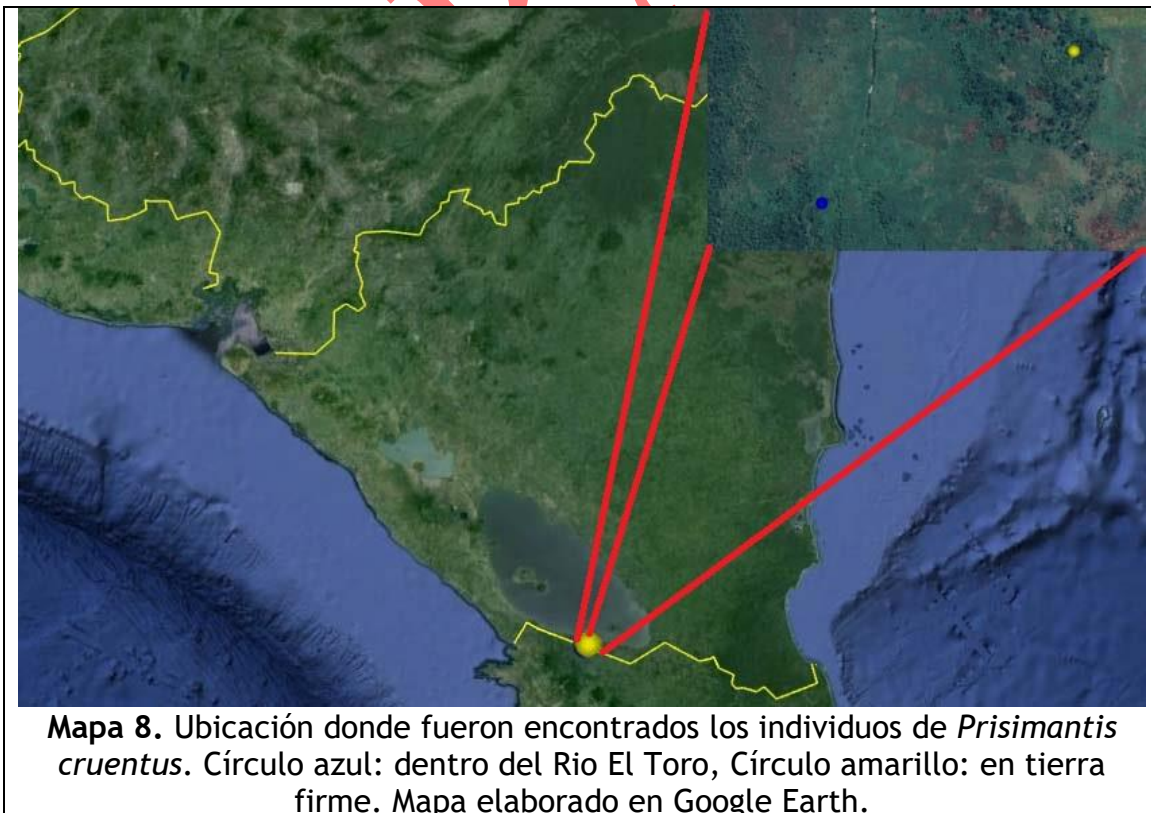 Mapa 8. Ubicación donde fueron encontrados los individuos de Prisimantis
cruentus. Círculo azul: dentro del Rio El Toro, Círculo amarillo: en tierra
firme. Mapa elaborado en Google Earth.